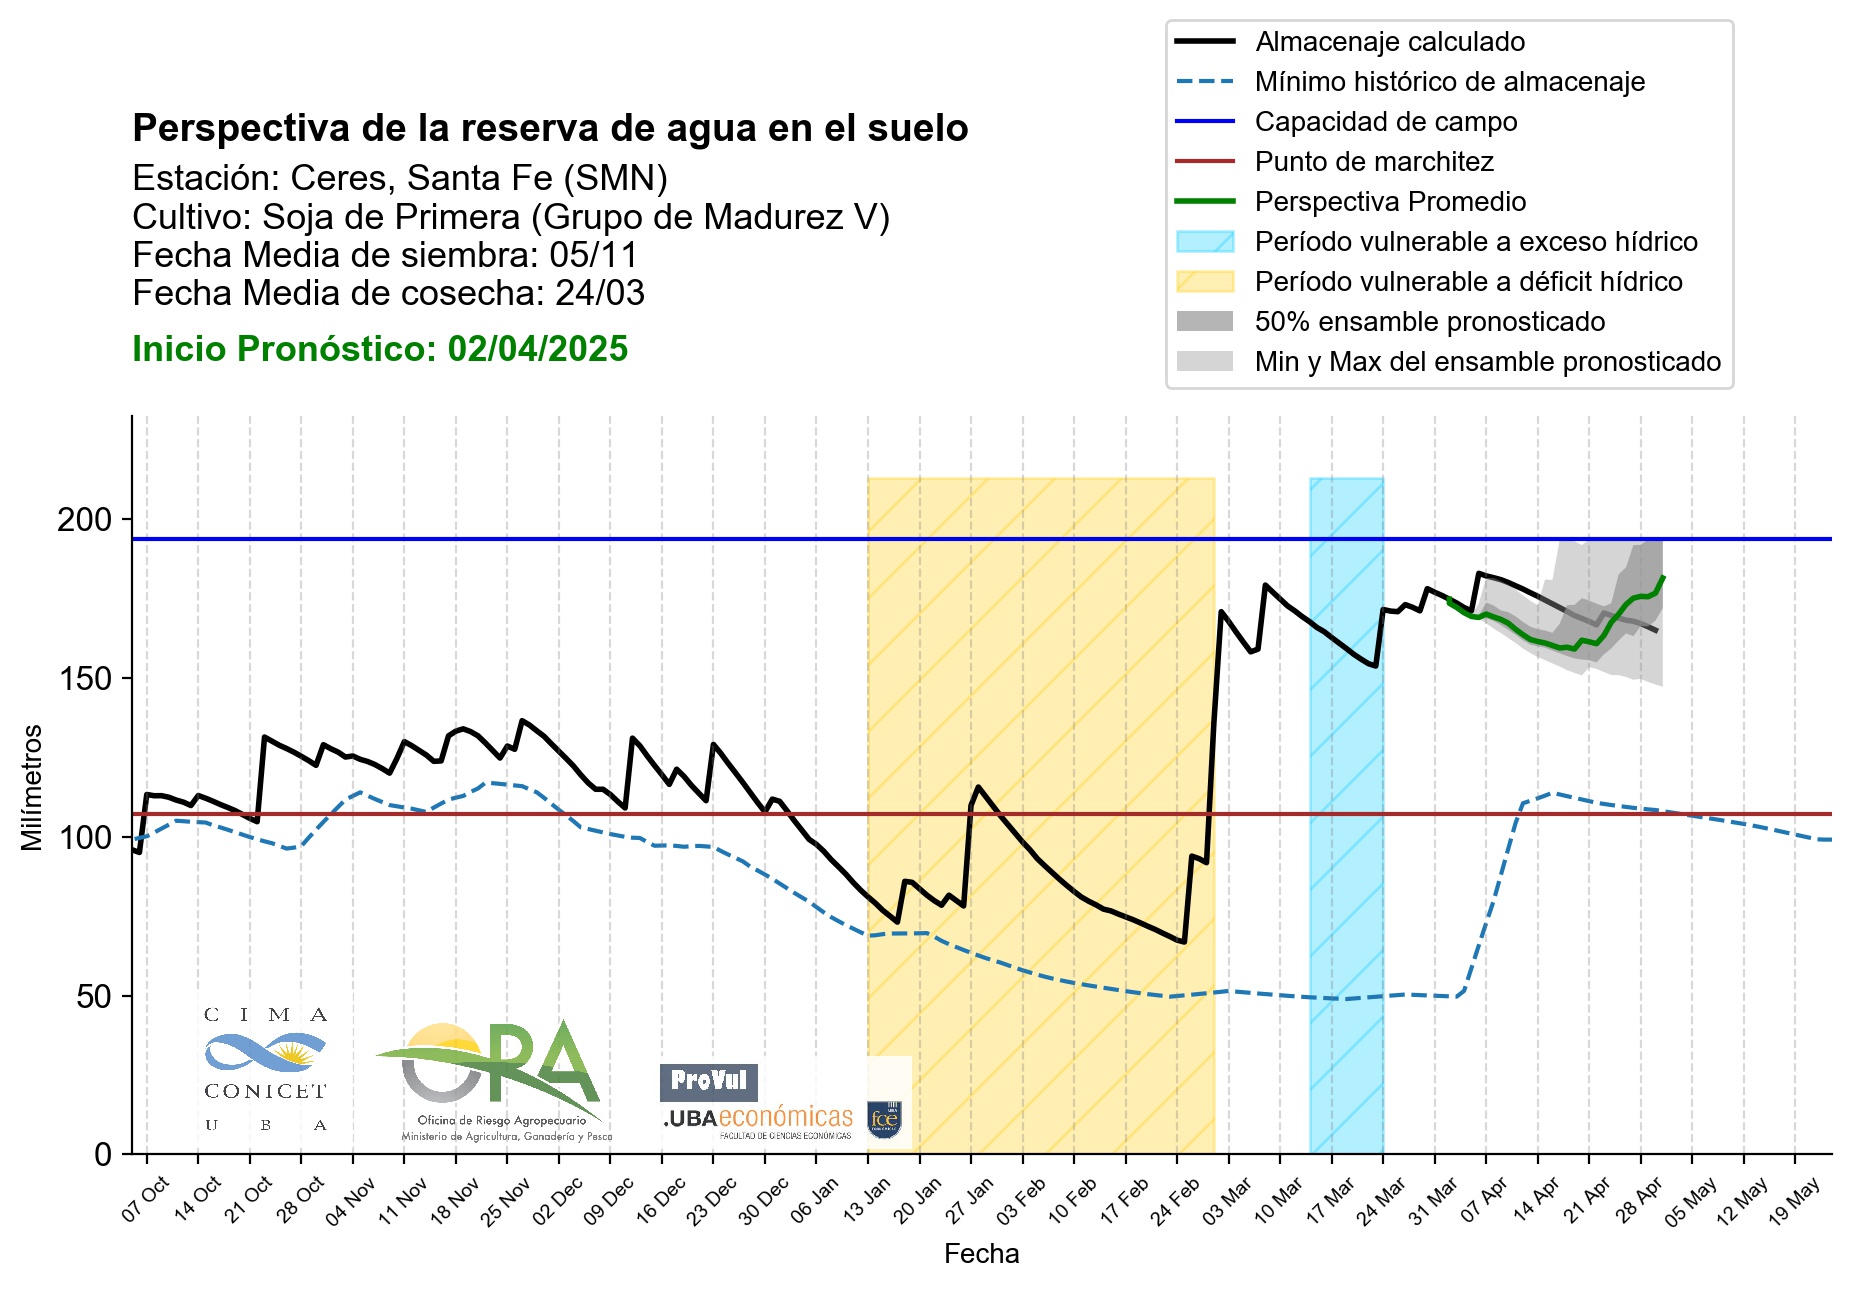 Almacenaje calculado
Mínimo histórico de almacenaje
Capacidad de campo
Punto de marchitez
Perspectiva Promedio
Período vulnerable a exceso hídrico
Período vulnerable a déficit hídrico
50% ensamble pronosticado
Min y Max del ensamble pronosticado
Perspectiva de la reserva de agua en el suelo
Estación: Ceres, Santa Fe (SMN)
Cultivo: Soja de Primera (Grupo de Madurez V)
Fecha Media de siembra: 05/11
Fecha Media de cosecha: 24/03
Inicio Pronóstico: 02/04/2025
Milímetros
200
150
100
50
0
C I M A
CONICET
U B A
ORA
Oficina de Riesgo Agropecuario
Ministerio de Agricultura, Ganadería y Pesca
ProVul
.UBAeconómicas
FACULTAD DE CIENCIAS ECONÓMICAS
UBA
fce
07 Oct
14 Oct
21 Oct
28 Oct
04 Nov
11 Nov
18 Nov
25 Nov
02 Dec
09 Dec
16 Dec
23 Dec
30 Dec
06 Jan
13 Jan
20 Jan
27 Jan
03 Feb
10 Feb
17 Feb
24 Feb
03 Mar
10 Mar
17 Mar
24 Mar
31 Mar
07 Apr
14 Apr
21 Apr
28 Apr
05 May
12 May
19 May
Fecha